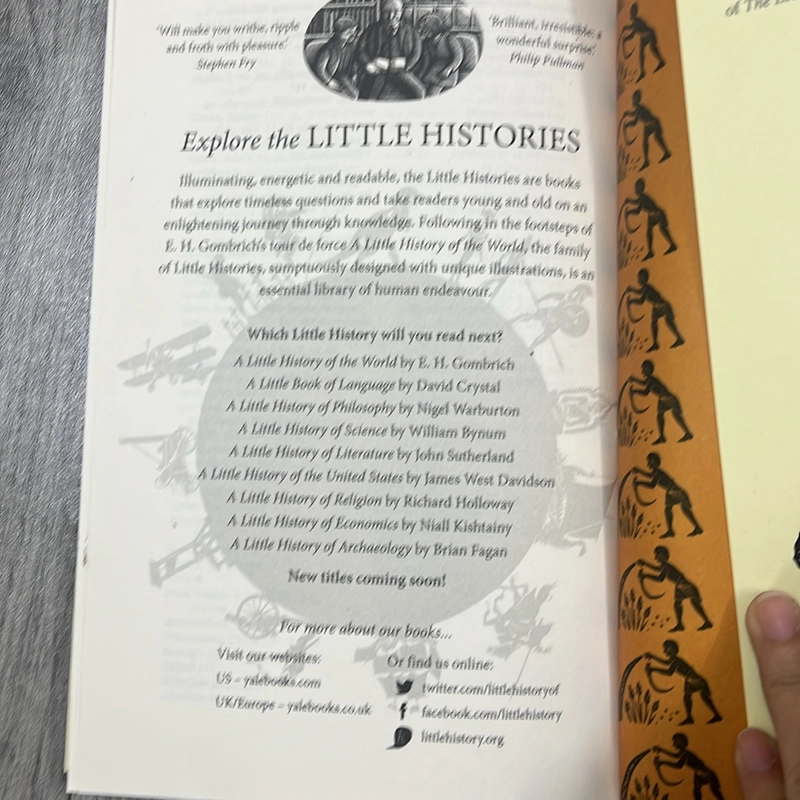 'Will make you writhe, ripple
and froth with pleasure.'
Stephen Fry
'Brilliant, irresistible, a
wonderful surprise.'
Philip Pullman
of The
Explore the LITTLE HISTORIES
Illuminating, energetic and readable, the Little Histories are books
that explore timeless questions and take readers young and old on an
enlightening journey through knowledge. Following in the footsteps of
E. H. Gombrich's tour de force A Little History of the World, the family
of Little Histories, sumptuously designed with unique illustrations, is an
essential library of human endeavour.
Which Little History will you read next?
A Little History of the World by E. H. Gombrich
A Little Book of Language by David Crystal
A Little History of Philosophy by Nigel Warburton
A Little History of Science by William Bynum
A Little History of Literature by John Sutherland
A Little History of the United States by James West Davidson
A Little History of Religion by Richard Holloway
A Little History of Economics by Niall Kishtainy
A Little History of Archaeology by Brian Fagan
New titles coming soon!
For more about our books...
Visit our websites:
US – yalebooks.com
UK/Europe – yalebooks.co.uk
Or find us online:
twitter.com/littlehistoryof
facebook.com/littlehistory
littlehistory.org